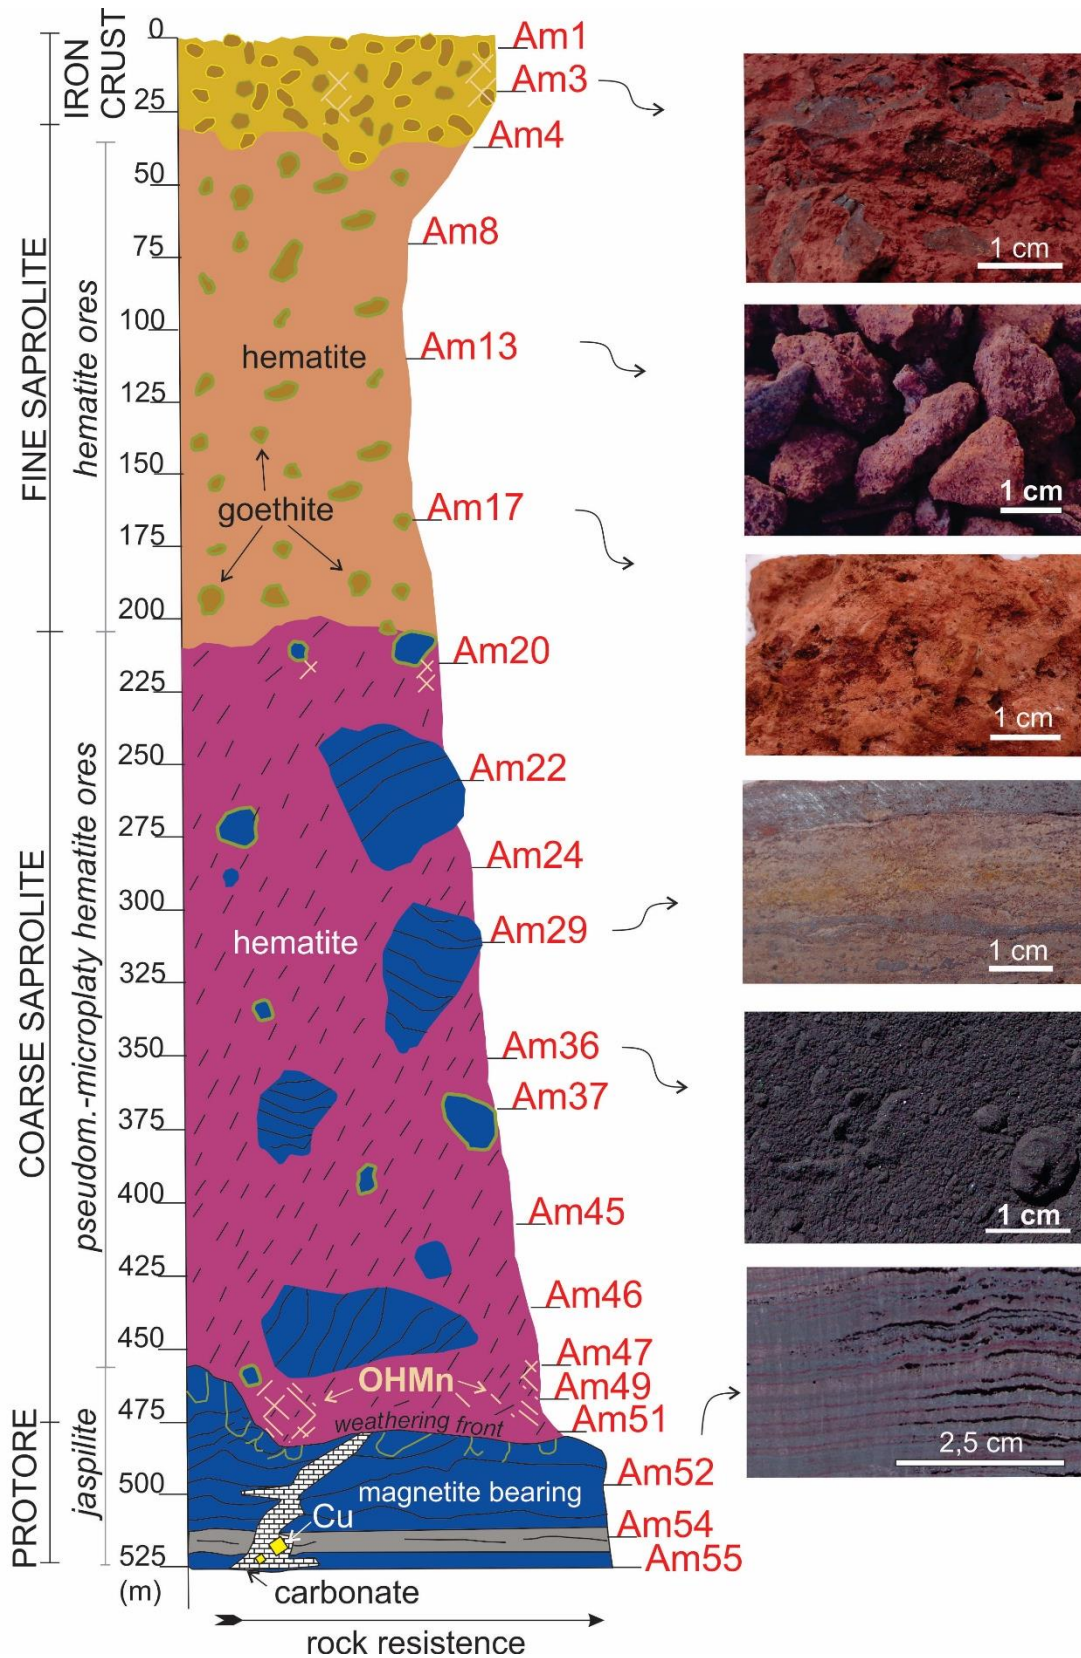 IRON
CRUST
FINE SAPROLITE
hematite ores
COARSE SAPROLITE
pseudom.-microplaty hematite ores
PROTORE
jaspilite
0
25
50
75
100
125
150
175
200
225
250
275
300
325
350
375
400
425
450
475
500
525
(m)
hematite
goethite
hematite
OHMn
weathering front
magnetite bearing
Cu
carbonate
rock resistence
Am1
Am3
Am4
Am8
Am13
Am17
Am20
Am22
Am24
Am29
Am36
Am37
Am45
Am46
Am47
Am49
Am51
Am52
Am54
Am55
1 cm
1 cm
1 cm
1 cm
1 cm
2,5 cm